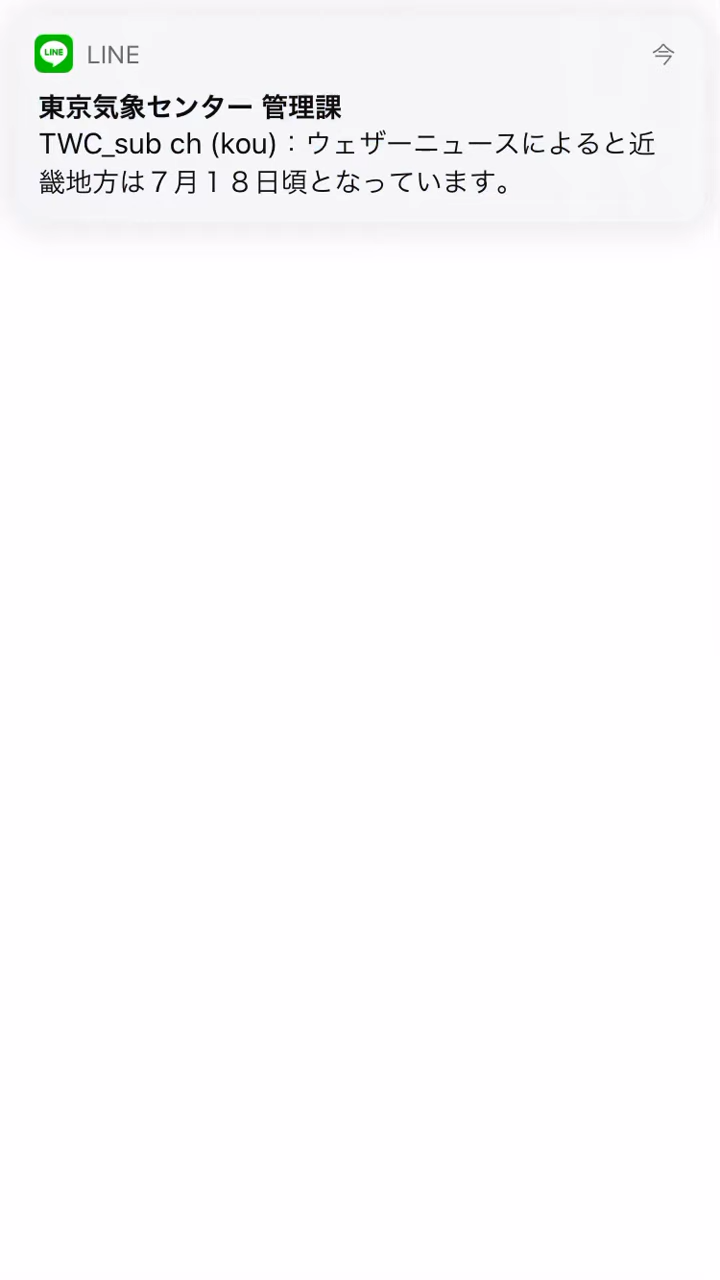 LINE LINE 今
東京気象センター 管理課
TWC_sub ch (kou)：ウェザーニュースによると近
畿地方は７月１８日頃となっています。